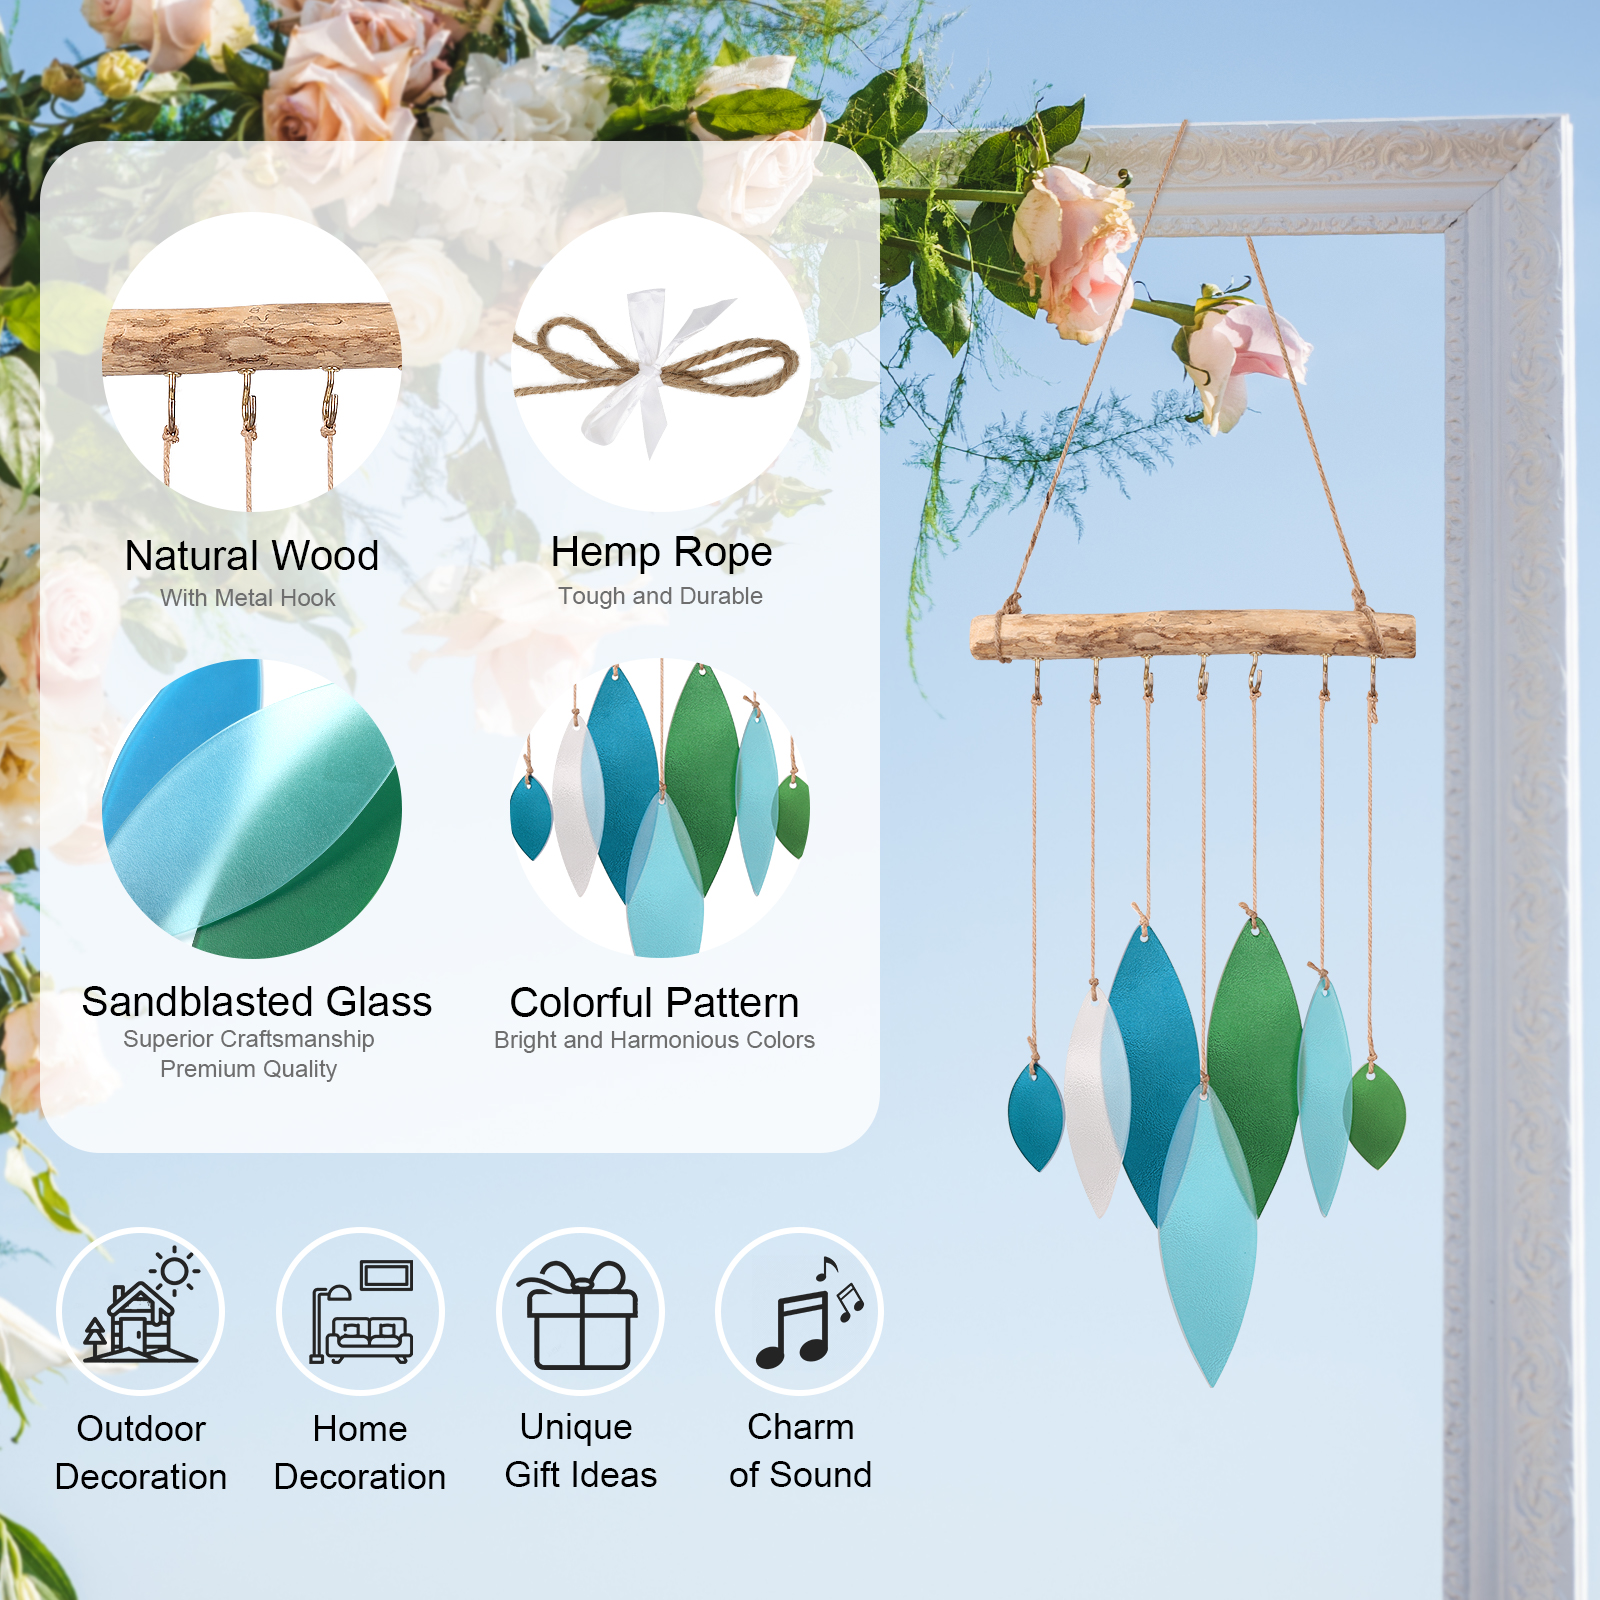 Natural Wood
With Metal Hook
Hemp Rope
Tough and Durable
Sandblasted Glass
Superior Craftsmanship
Premium Quality
Colorful Pattern
Bright and Harmonious Colors
Outdoor
Decoration
Home
Decoration
Unique
Gift Ideas
Charm
of Sound